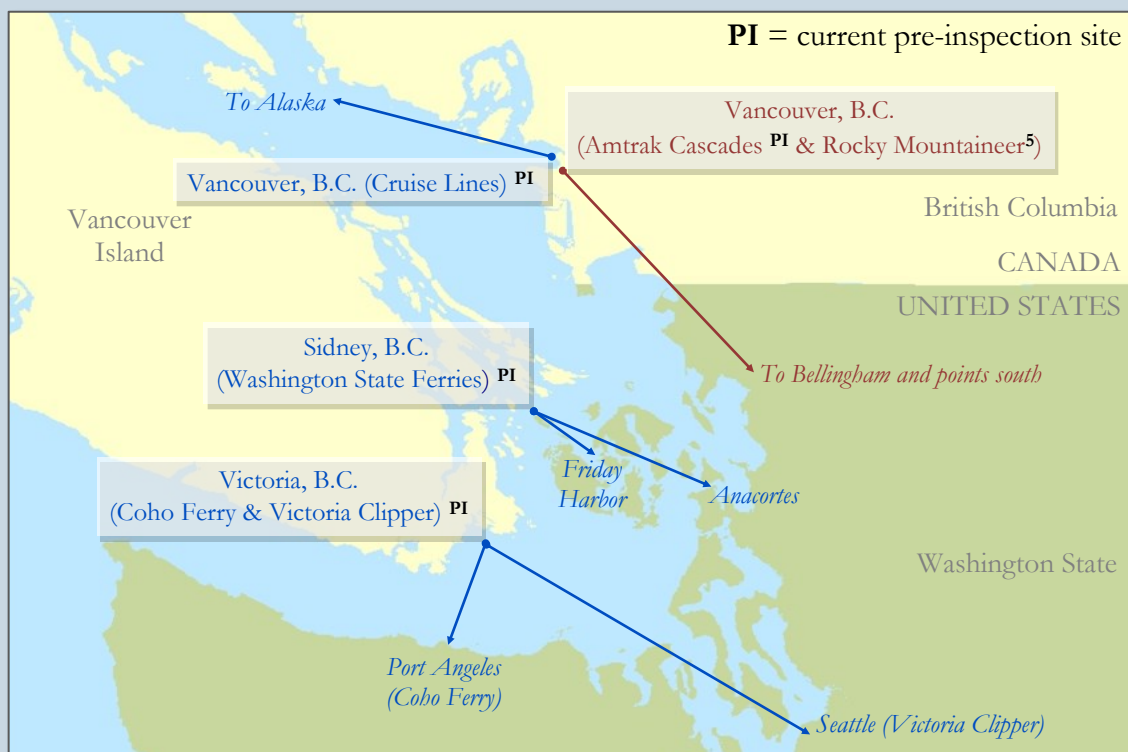 PI = current pre-inspection site
To Alaska
Vancouver, B.C.
(Amtrak Cascades PI & Rocky Mountaineer5)
Vancouver, B.C. (Cruise Lines) PI
Vancouver
Island
British Columbia
CANADA
UNITED STATES
Sidney, B.C.
(Washington State Ferries) PI
To Bellingham and points south
Friday
Harbor
Anacortes
Victoria, B.C.
(Coho Ferry & Victoria Clipper) PI
Washington State
Port Angeles
(Coho Ferry)
Seattle (Victoria Clipper)